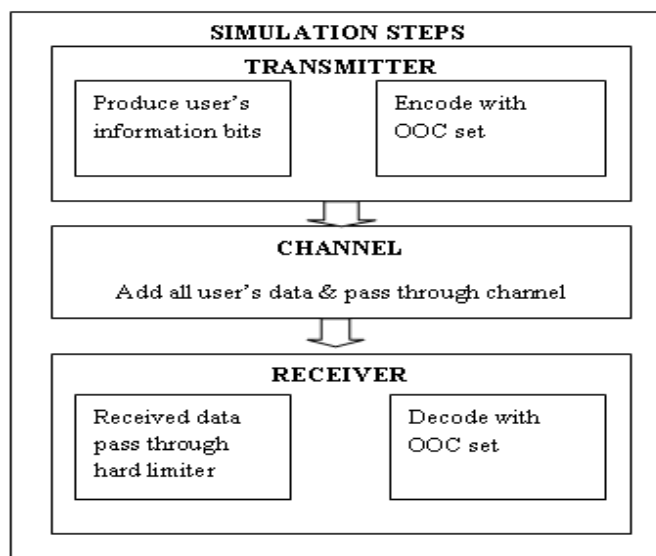 SIMULATION STEPS
TRANSMITTER
Produce user's
information bits
Encode with
OOC set
CHANNEL
Add all user's data & pass through channel
RECEIVER
Received data
pass through
hard limiter
Decode with
OOC set